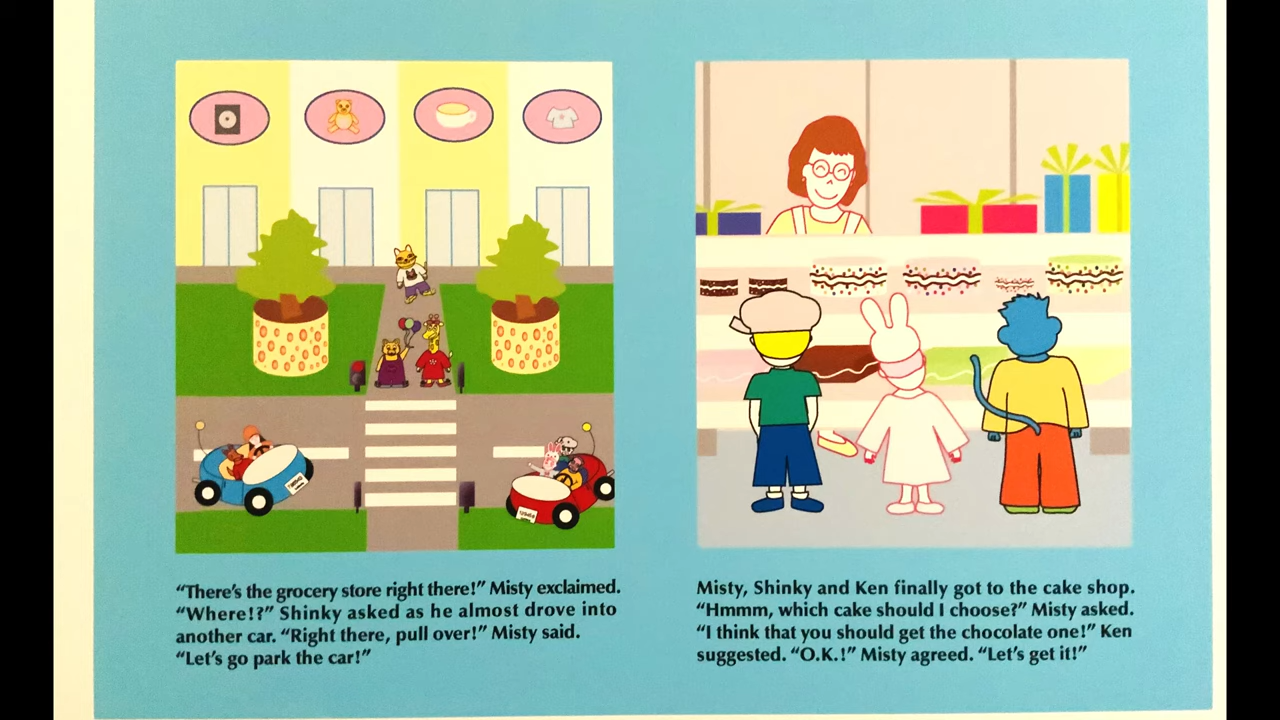 “There’s the grocery store right there!” Misty exclaimed.
“Where!?” Shinky asked as he almost drove into
another car. “Right there, pull over!” Misty said.
“Let’s go park the car!”
Misty, Shinky and Ken finally got to the cake shop.
“Hmmm, which cake should I choose?” Misty asked.
“I think that you should get the chocolate one!” Ken
suggested. “O.K.!” Misty agreed. “Let’s get it!”